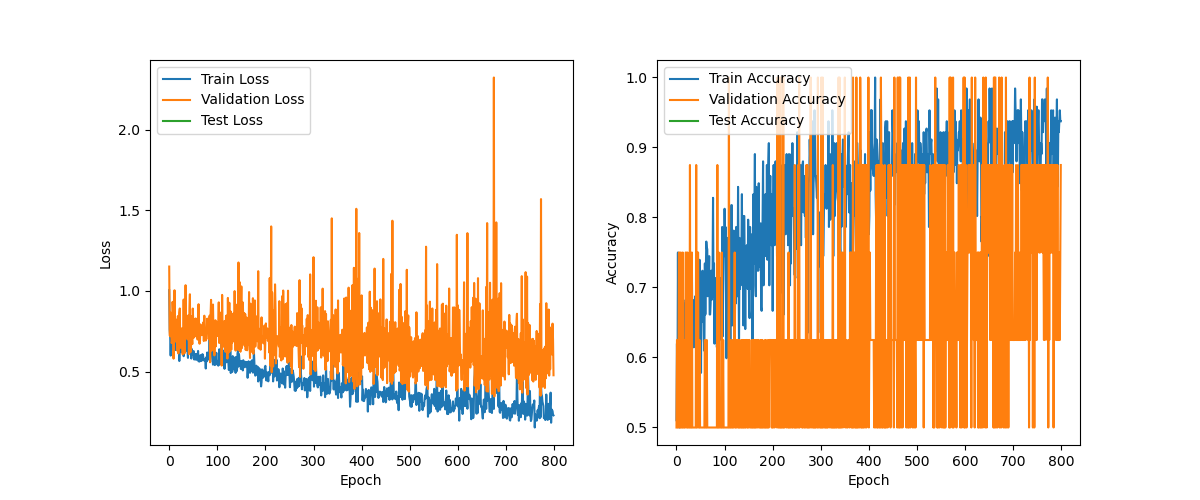 Train Loss
Validation Loss
Test Loss
2.0
1.5
1.0
0.5
Loss
0 100 200 300 400 500 600 700 800
Epoch
Train Accuracy
Validation Accuracy
Test Accuracy
1.0
0.9
0.8
0.7
0.6
0.5
Accuracy
0 100 200 300 400 500 600 700 800
Epoch